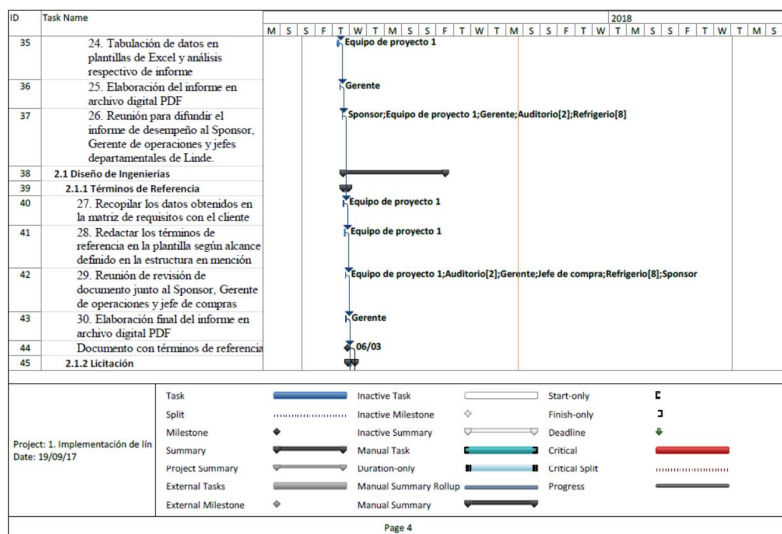 ID Task Name 2018
M S S F T W T M S S F T W T M S S F T W T M S S F T W T M S S
35 24. Tabulación de datos en plantillas de Excel y análisis respectivo de informe Equipo de proyecto 1
36 25. Elaboración del informe en archivo digital PDF Gerente
37 26. Reunión para difundir el informe de desempeño al Sponsor, Gerente de operaciones y jefes departamentales de Linde. Sponsor;Equipo de proyecto 1;Gerente;Auditorio[2];Refrigerio[8]
38 2.1 Diseño de Ingenierias
39 2.1.1 Términos de Referencia
40 27. Recopilar los datos obtenidos en la matriz de requisitos con el cliente Equipo de proyecto 1
41 28. Redactar los términos de referencia en la plantilla según alcance definido en la estructura en mención Equipo de proyecto 1
42 29. Reunión de revisión de documento junto al Sponsor, Gerente de operaciones y jefe de compras Equipo de proyecto 1;Auditorio[2];Gerente;Jefe de compra;Refrigerio[8];Sponsor
43 30. Elaboración final del informe en archivo digital PDF Gerente
44 Documento con términos de referencia 06/03
45 2.1.2 Licitación
Project: 1. Implementación de lín
Date: 19/09/17
Task Inactive Task Start-only
Split Inactive Milestone Finish-only
Milestone Inactive Summary Deadline
Summary Manual Task Critical
Project Summary Duration-only Critical Split
External Tasks Manual Summary Rollup Progress
External Milestone Manual Summary
Page 4